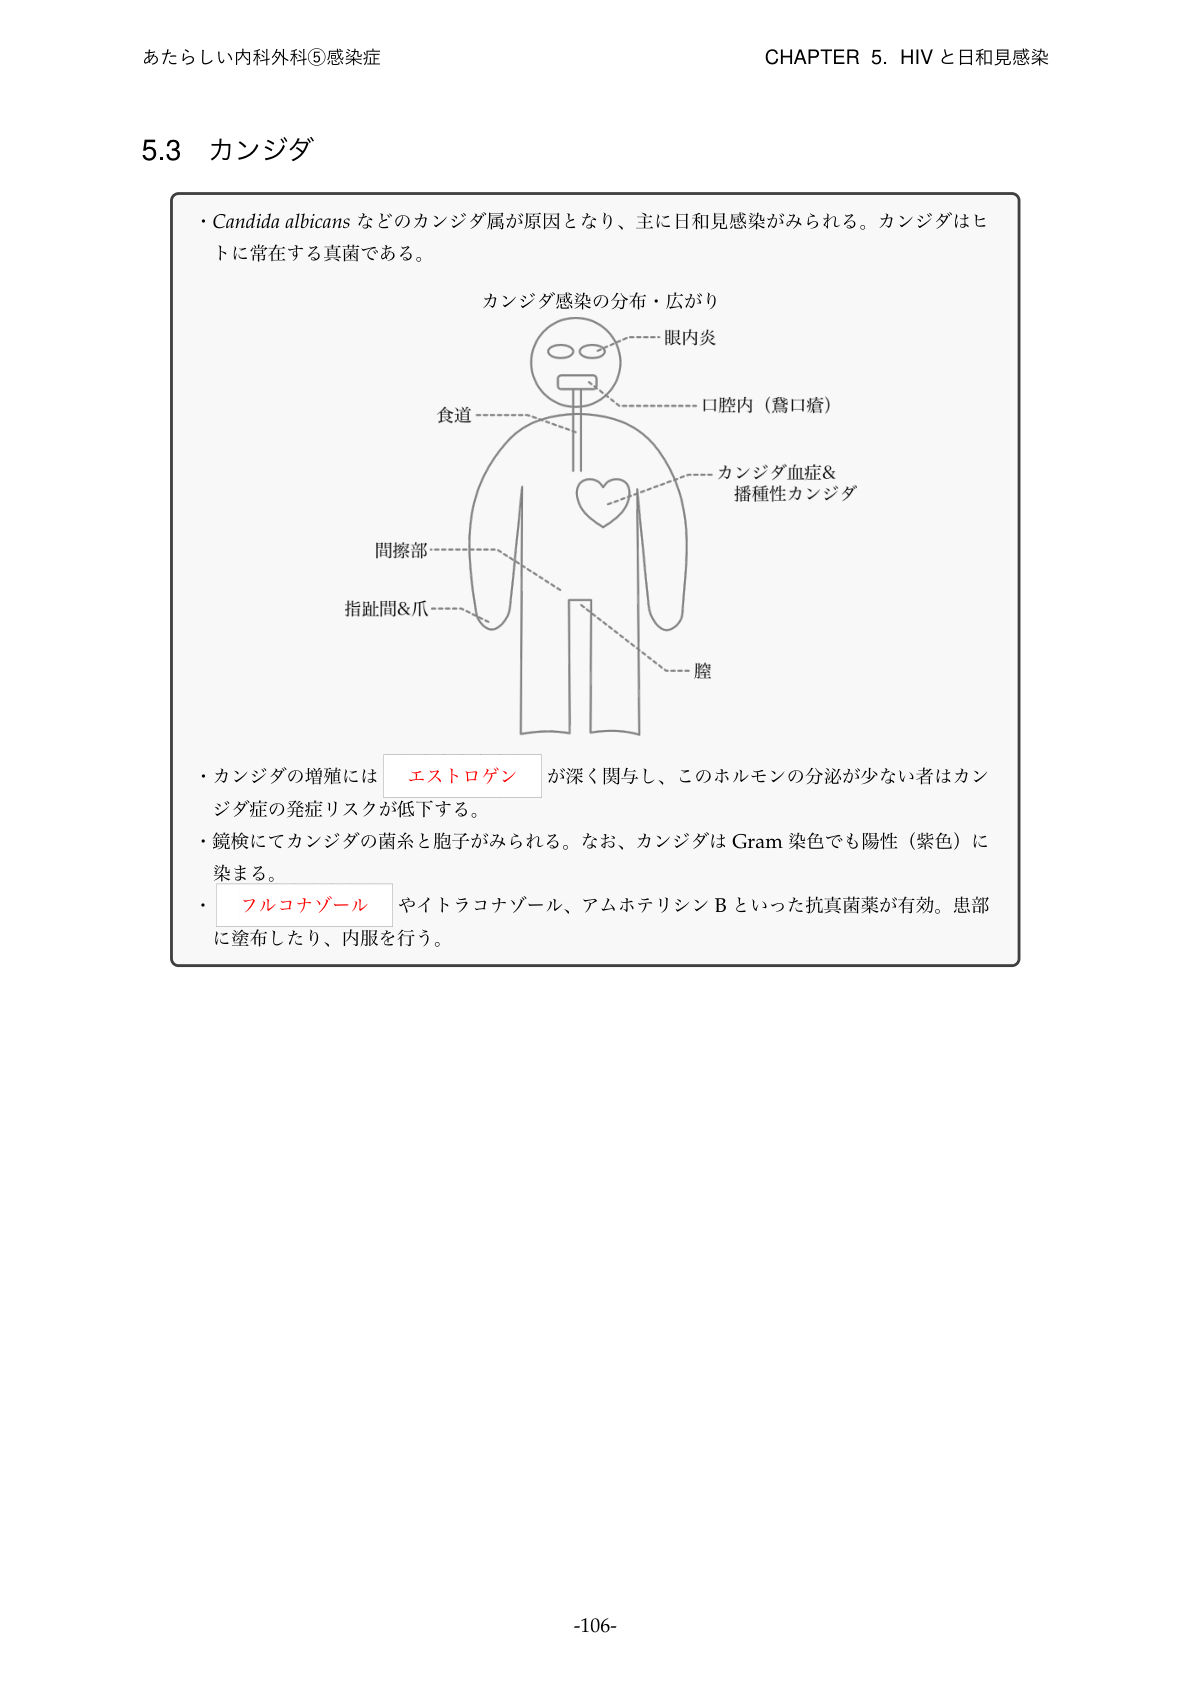 あたらしい内科外科⑤感染症
CHAPTER 5. HIV と日和見感染
5.3 カンジダ
・Candida albicans などのカンジダ属が原因となり、主に日和見感染がみられる。カンジダはヒ
トに常在する真菌である。
カンジダ感染の分布・広がり
眼内炎
口腔内（鵞口瘡）
食道
カンジダ血症&
播種性カンジダ
間擦部
指趾間&爪
膣
・カンジダの増殖には エストロゲン が深く関与し、このホルモンの分泌が少ない者はカン
ジダ症の発症リスクが低下する。
・鏡検にてカンジダの菌糸と胞子がみられる。なお、カンジダは Gram 染色でも陽性（紫色）に
染まる。
・ フルコナゾール やイトラコナゾール、アムホテリシン B といった抗真菌薬が有効。患部
に塗布したり、内服を行う。
-106-